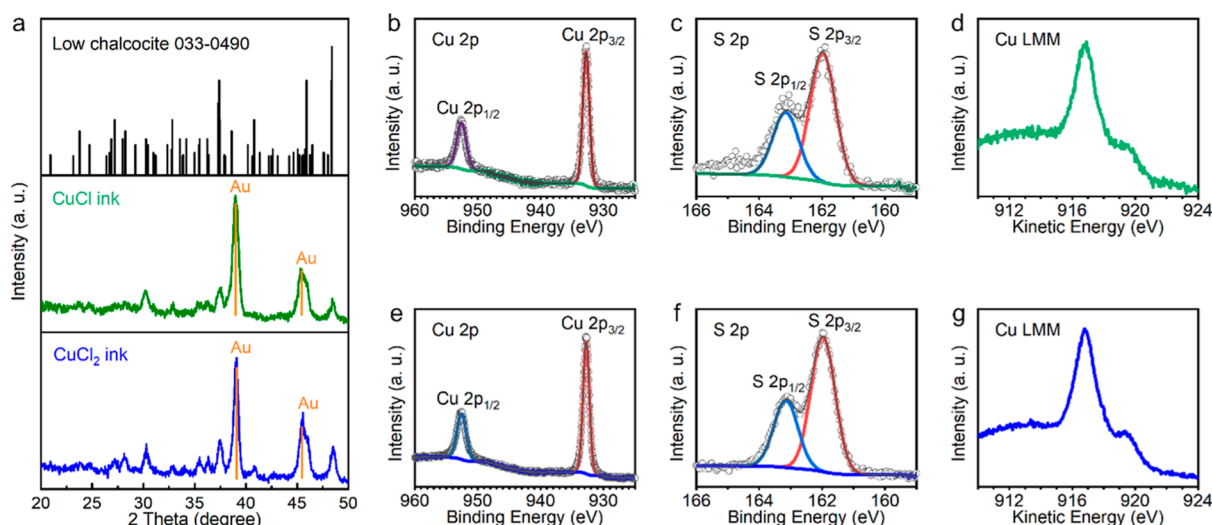 a
Low chalcocite 033-0490
CuCl ink
Au
Au
CuCl₂ ink
Au
Au
Intensity (a. u.)
20 25 30 35 40 45 50
2 Theta (degree)
b
Cu 2p
Cu 2p₃/₂
Cu 2p₁/₂
Intensity (a. u.)
960 950 940 930
Binding Energy (eV)
c
S 2p
S 2p₃/₂
S 2p₁/₂
Intensity (a. u.)
166 164 162 160
Binding Energy (eV)
d
Cu LMM
Intensity (a. u.)
912 916 920 924
Kinetic Energy (eV)
e
Cu 2p
Cu 2p₃/₂
Cu 2p₁/₂
Intensity (a. u.)
960 950 940 930
Binding Energy (eV)
f
S 2p
S 2p₃/₂
S 2p₁/₂
Intensity (a. u.)
166 164 162 160
Binding Energy (eV)
g
Cu LMM
Intensity (a. u.)
912 916 920 924
Kinetic Energy (eV)